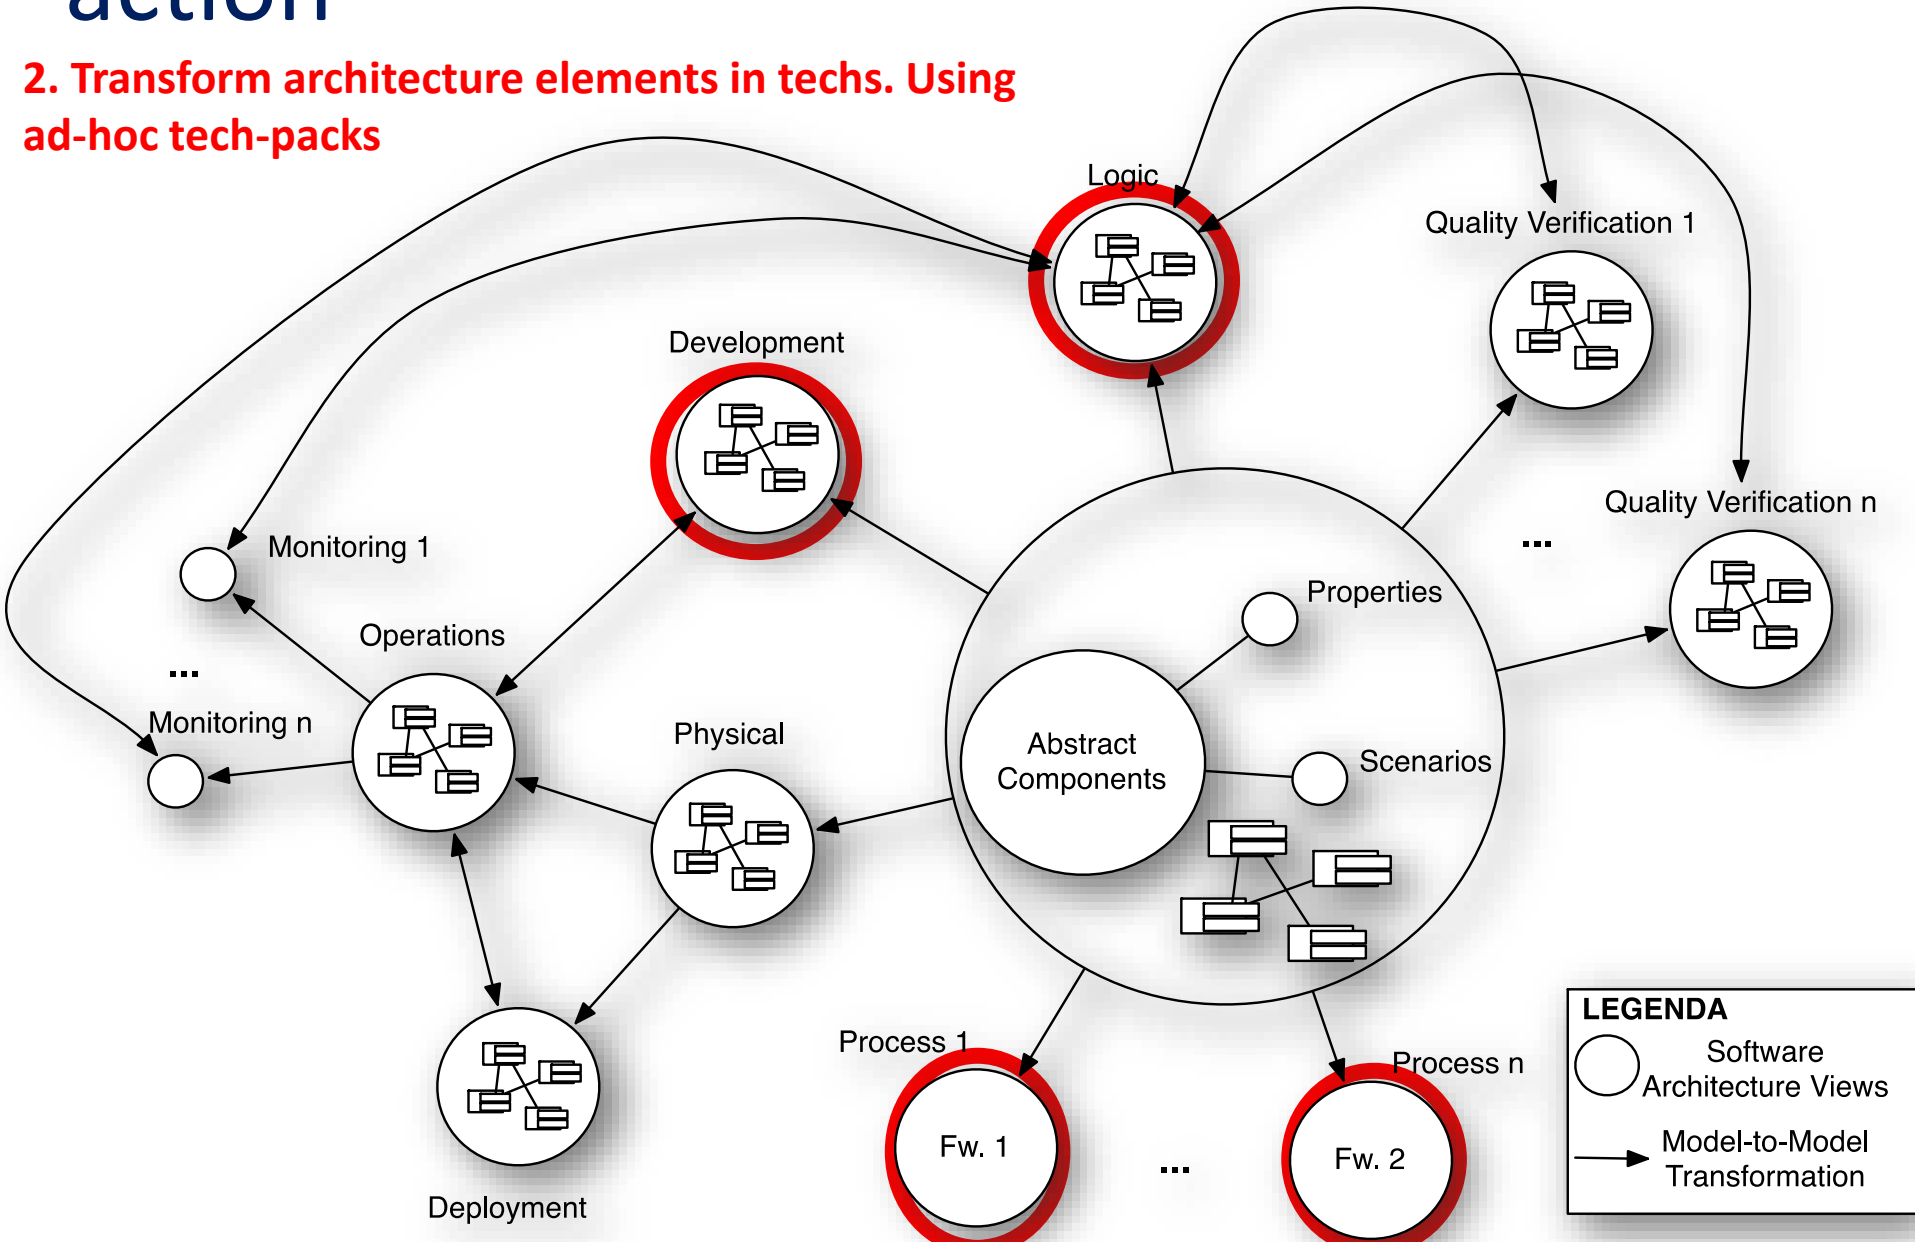 action
2. Transform architecture elements in techs. Using
ad-hoc tech-packs
Logic
Quality Verification 1
Development
Quality Verification n
...
Monitoring 1
Properties
Operations
...
Monitoring n
Physical
Abstract
Components
Scenarios
LEGENDA
Software
Architecture Views
Model-to-Model
Transformation
Process 1
Process n
Fw. 1
...
Fw. 2
Deployment